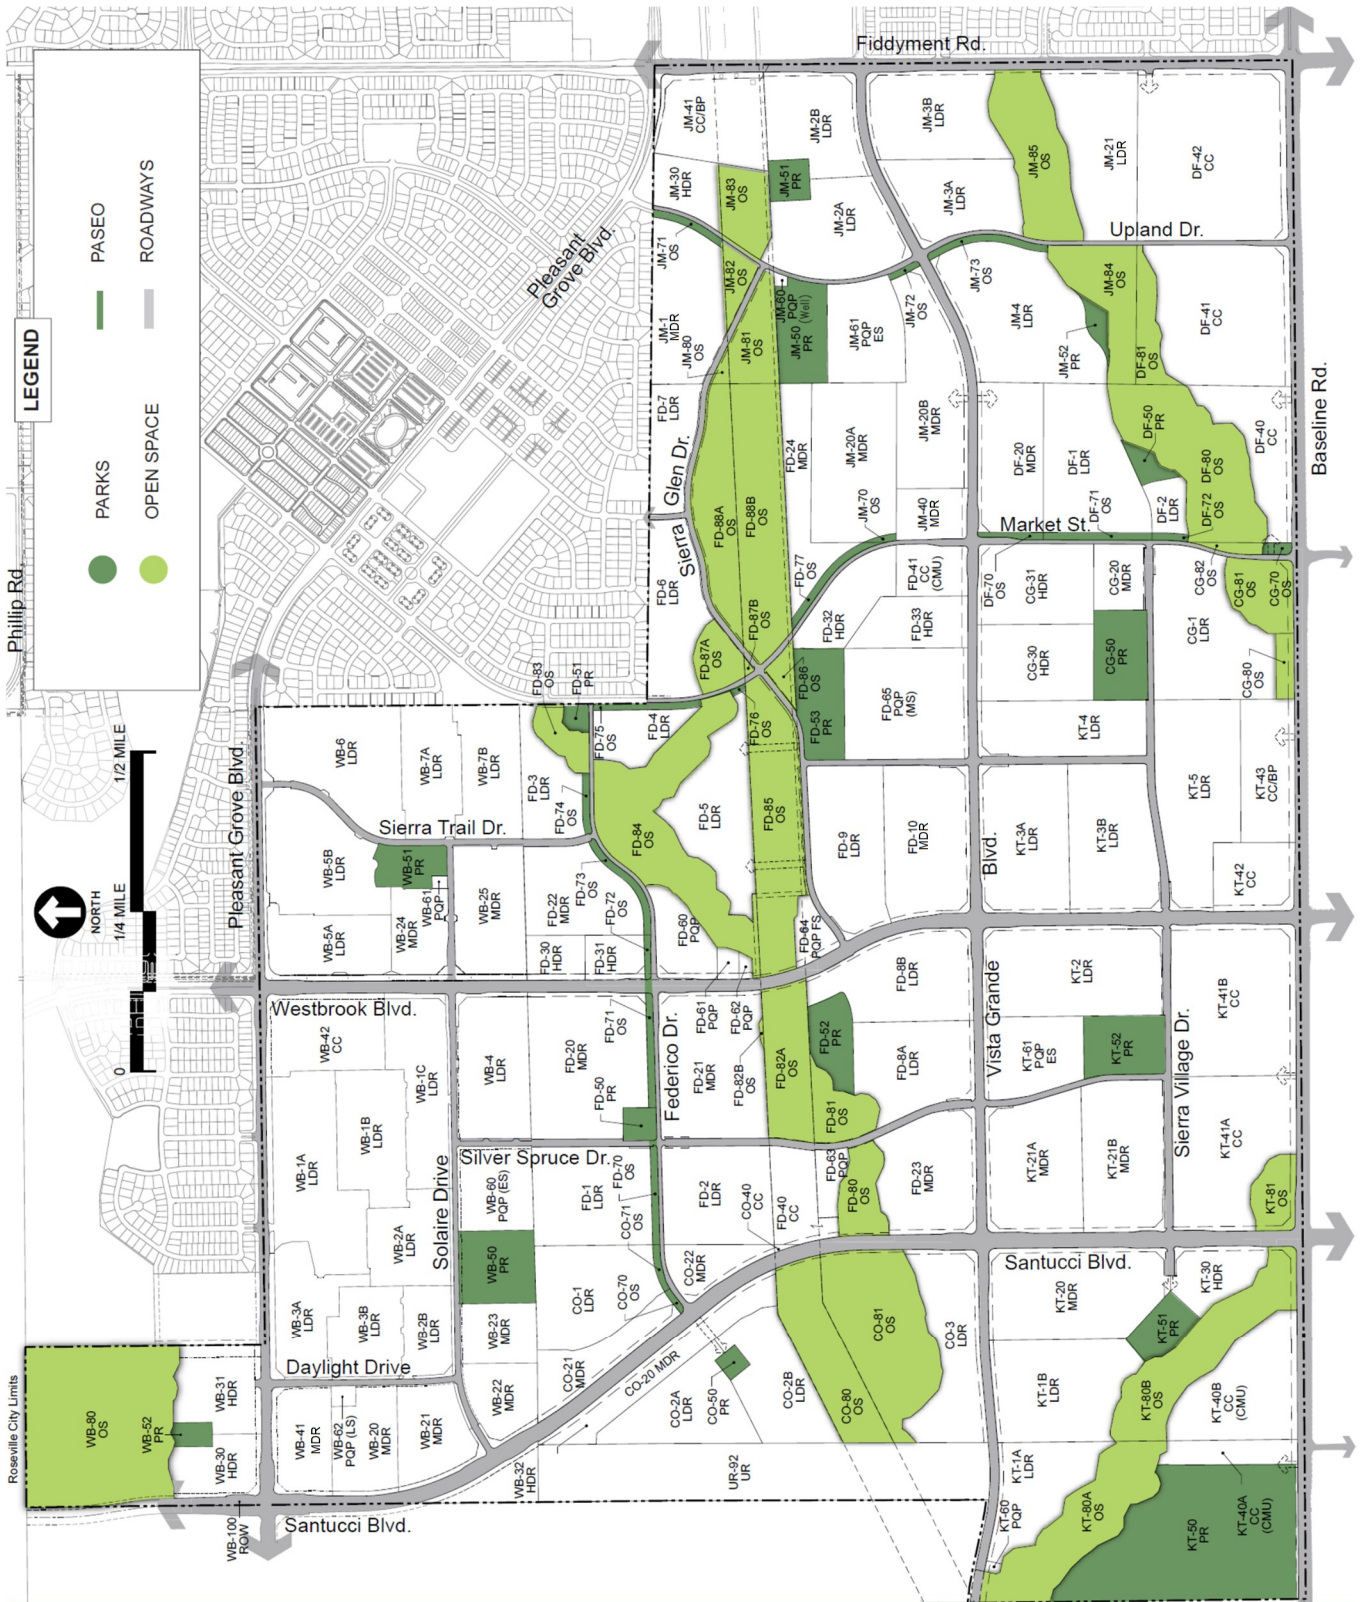 Fiddyment Rd.
LEGEND
PASEO
ROADWAYS
PARKS
OPEN SPACE
Phillip Rd.
NORTH
0
1/4 MILE
1/2 MILE
Roseville City Limits
Pleasant
Grove Blvd.
Pleasant Grove Blvd.
Upland Dr.
Baseline Rd.
Market St.
Sierra Glen Dr.
Sierra Trail Dr.
Westbrook Blvd.
Federico Dr.
Blvd.
Vista Grande
Sierra Village Dr.
Silver Spruce Dr.
Solaire Drive
Daylight Drive
Santucci Blvd.
Santucci Blvd.
JM-41
CC/BP
JM-2B
LDR
JM-3B
LDR
JM-85
OS
JM-21
LDR
DF-42
CC
JM-30
HDR
JM-83
OS
JM-51
PR
JM-2A
LDR
JM-3A
LDR
JM-71
OS
JM-82
OS
JM-73
OS
JM-72
OS
JM-84
OS
JM-1
MDR
JM-80
OS
JM-81
OS
JM-60
PQP
(Well)
JM-50
PR
JM-61
PQP
ES
JM-4
LDR
JM-52
PR
DF-81
OS
DF-41
CC
FD-7
LDR
FD-24
MDR
JM-20A
MDR
JM-20B
MDR
DF-20
MDR
DF-1
LDR
DF-50
PR
DF-40
CC
DF-80
OS
FD-88A
OS
FD-88B
OS
JM-70
OS
JM-40
MDR
DF-71
OS
DF-2
LDR
DF-72
OS
FD-6
LDR
FD-77
OS
FD-41
CC
(CMU)
DF-70
OS
CG-31
HDR
CG-20
MDR
CG-82
OS
CG-81
OS
CG-70
OS
FD-87B
OS
FD-87A
OS
FD-32
HDR
FD-33
HDR
CG-30
HDR
CG-50
PR
CG-1
LDR
CG-80
OS
FD-83
OS
FD-51
PR
FD-86
OS
FD-53
PR
FD-65
PQP
(MS)
KT-4
LDR
WB-6
LDR
WB-7A
LDR
WB-7B
LDR
FD-3
LDR
FD-75
OS
FD-4
LDR
FD-76
OS
FD-74
OS
FD-84
OS
FD-5
LDR
FD-85
OS
FD-9
LDR
FD-10
MDR
KT-3A
LDR
KT-3B
LDR
KT-5
LDR
KT-43
CC/BP
KT-42
CC
WB-5B
LDR
WB-51
PR
WB-61
PQP
WB-5A
LDR
WB-24
MDR
WB-25
MDR
FD-73
OS
FD-22
MDR
FD-72
OS
FD-30
HDR
FD-31
HDR
FD-60
PQP
FD-64
PQP FS
FD-61
PQP
FD-62
PQP
FD-8B
LDR
KT-2
LDR
KT-41B
CC
WB-42
CC
WB-4
LDR
FD-20
MDR
FD-71
OS
FD-50
PR
FD-21
MDR
FD-82B
OS
FD-82A
OS
FD-52
PR
FD-8A
LDR
KT-61
PQP
ES
KT-52
PR
WB-1C
LDR
WB-1B
LDR
WB-1A
LDR
FD-81
OS
FD-63
PQP
FD-80
OS
FD-23
MDR
KT-21A
MDR
KT-21B
MDR
KT-41A
CC
KT-81
OS
WB-60
PQP (ES)
FD-1
LDR
FD-70
OS
CO-71
OS
FD-2
LDR
CO-40
CC
FD-40
CC
WB-2A
LDR
WB-50
PR
CO-1
LDR
CO-70
OS
CO-22
MDR
WB-3A
LDR
WB-3B
LDR
WB-2B
LDR
WB-23
MDR
CO-21
MDR
CO-20 MDR
CO-81
OS
CO-3
LDR
KT-20
MDR
KT-30
HDR
KT-51
PR
WB-80
OS
WB-52
PR
WB-31
HDR
WB-30
HDR
WB-41
MDR
WB-62
PQP (LS)
WB-20
MDR
WB-21
MDR
WB-22
MDR
CO-2A
LDR
CO-50
PR
CO-2B
LDR
CO-80
OS
KT-1B
LDR
KT-80B
OS
KT-40B
CC
(CMU)
WB-32
HDR
UR-92
UR
KT-1A
LDR
KT-60
PQP
KT-80A
OS
KT-50
PR
KT-40A
CC
(CMU)
WB-100
ROW